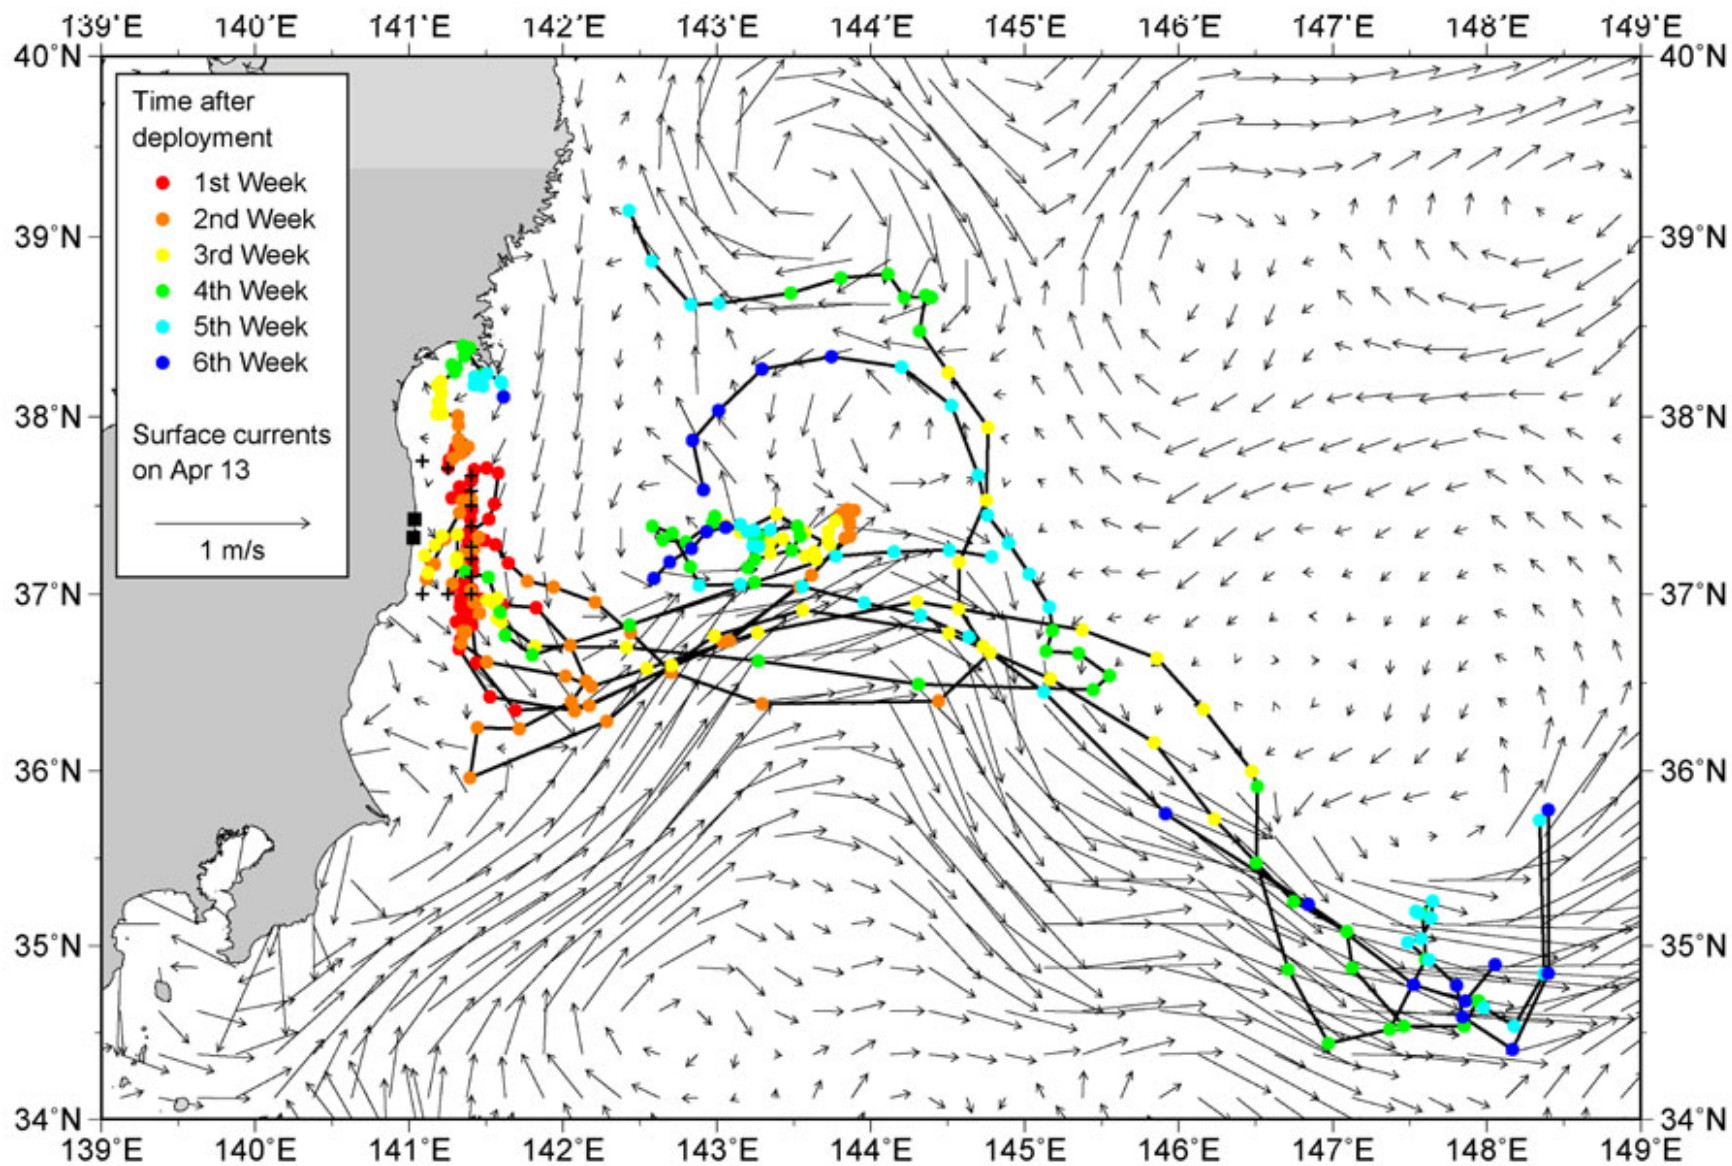 139˚E 140˚E 141˚E 142˚E 143˚E 144˚E 145˚E 146˚E 147˚E 148˚E 149˚E
40˚N 40˚N
Time after
deployment
1st Week
2nd Week
39˚N 39˚N
3rd Week
4th Week
5th Week
6th Week
38˚N 38˚N
Surface currents
on Apr 13
1 m/s
37˚N 37˚N
36˚N 36˚N
35˚N 35˚N
34˚N 34˚N
139˚E 140˚E 141˚E 142˚E 143˚E 144˚E 145˚E 146˚E 147˚E 148˚E 149˚E